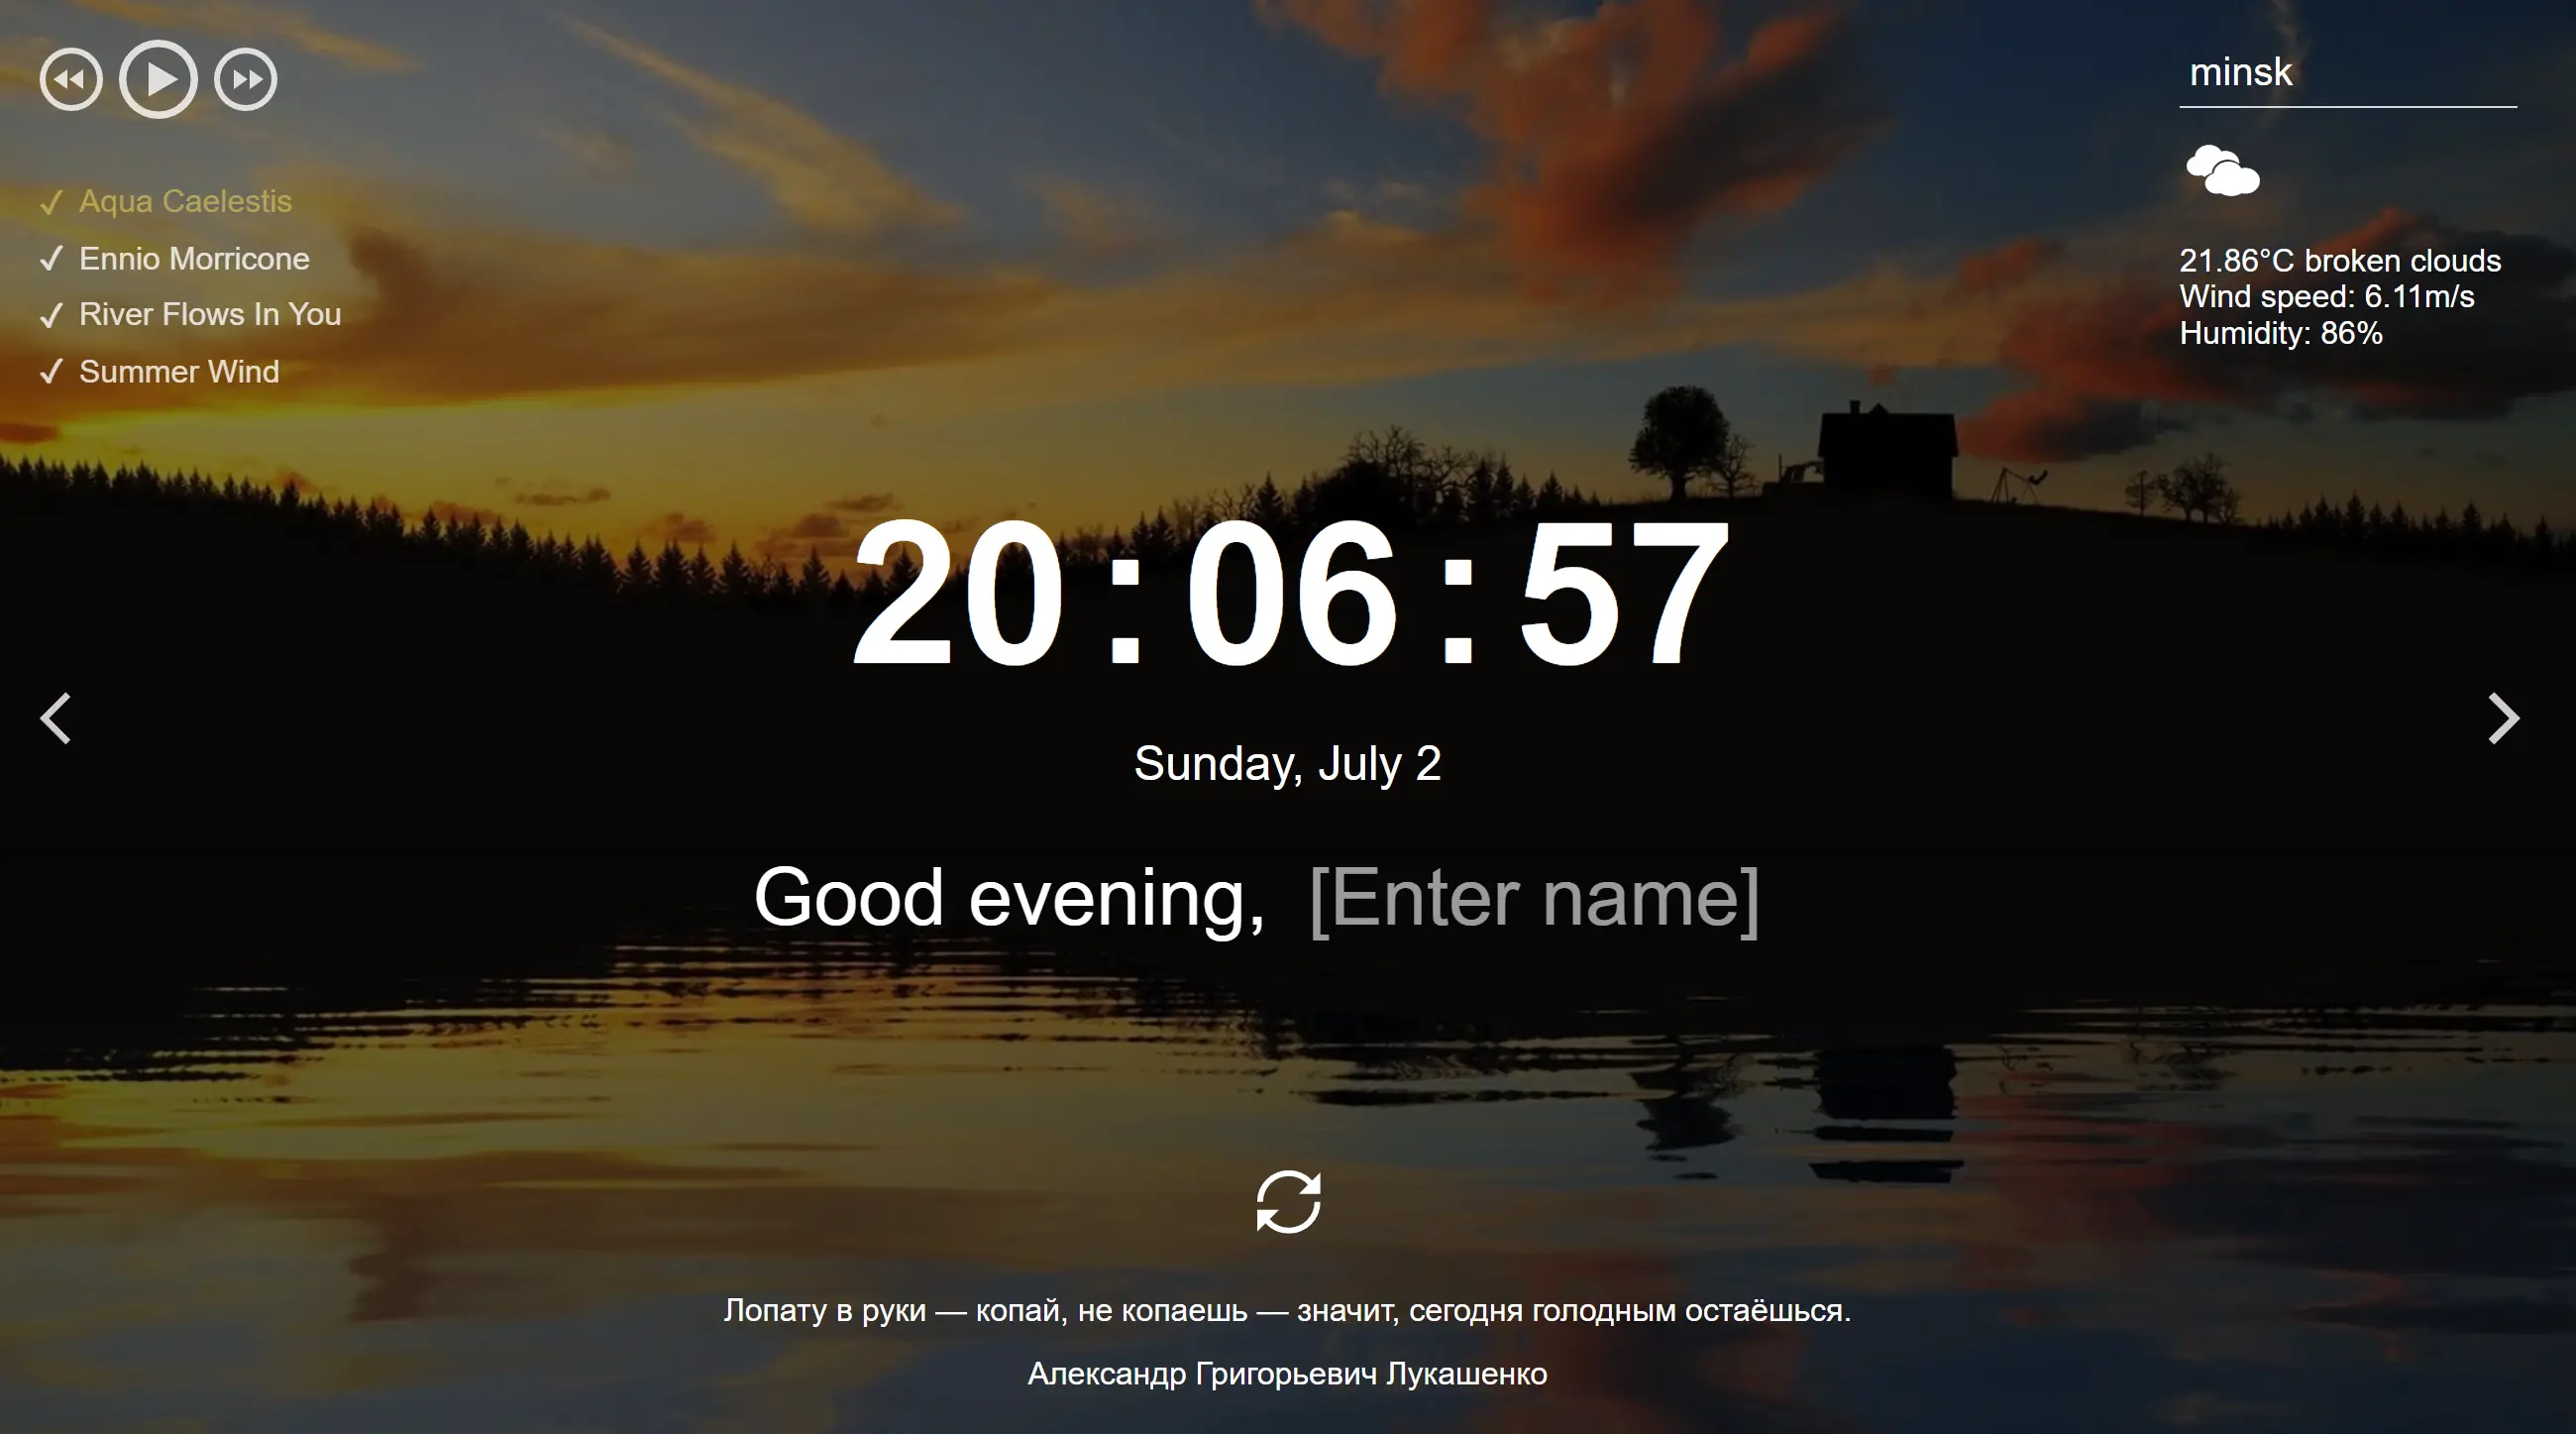 Aqua Caelestis
Ennio Morricone
River Flows In You
Summer Wind
minsk
21.86°C broken clouds
Wind speed: 6.11m/s
Humidity: 86%
20:06:57
Sunday, July 2
Good evening, [Enter name]
Лопату в руки — копай, не копаешь — значит, сегодня голодным остаёшься.
Александр Григорьевич Лукашенко